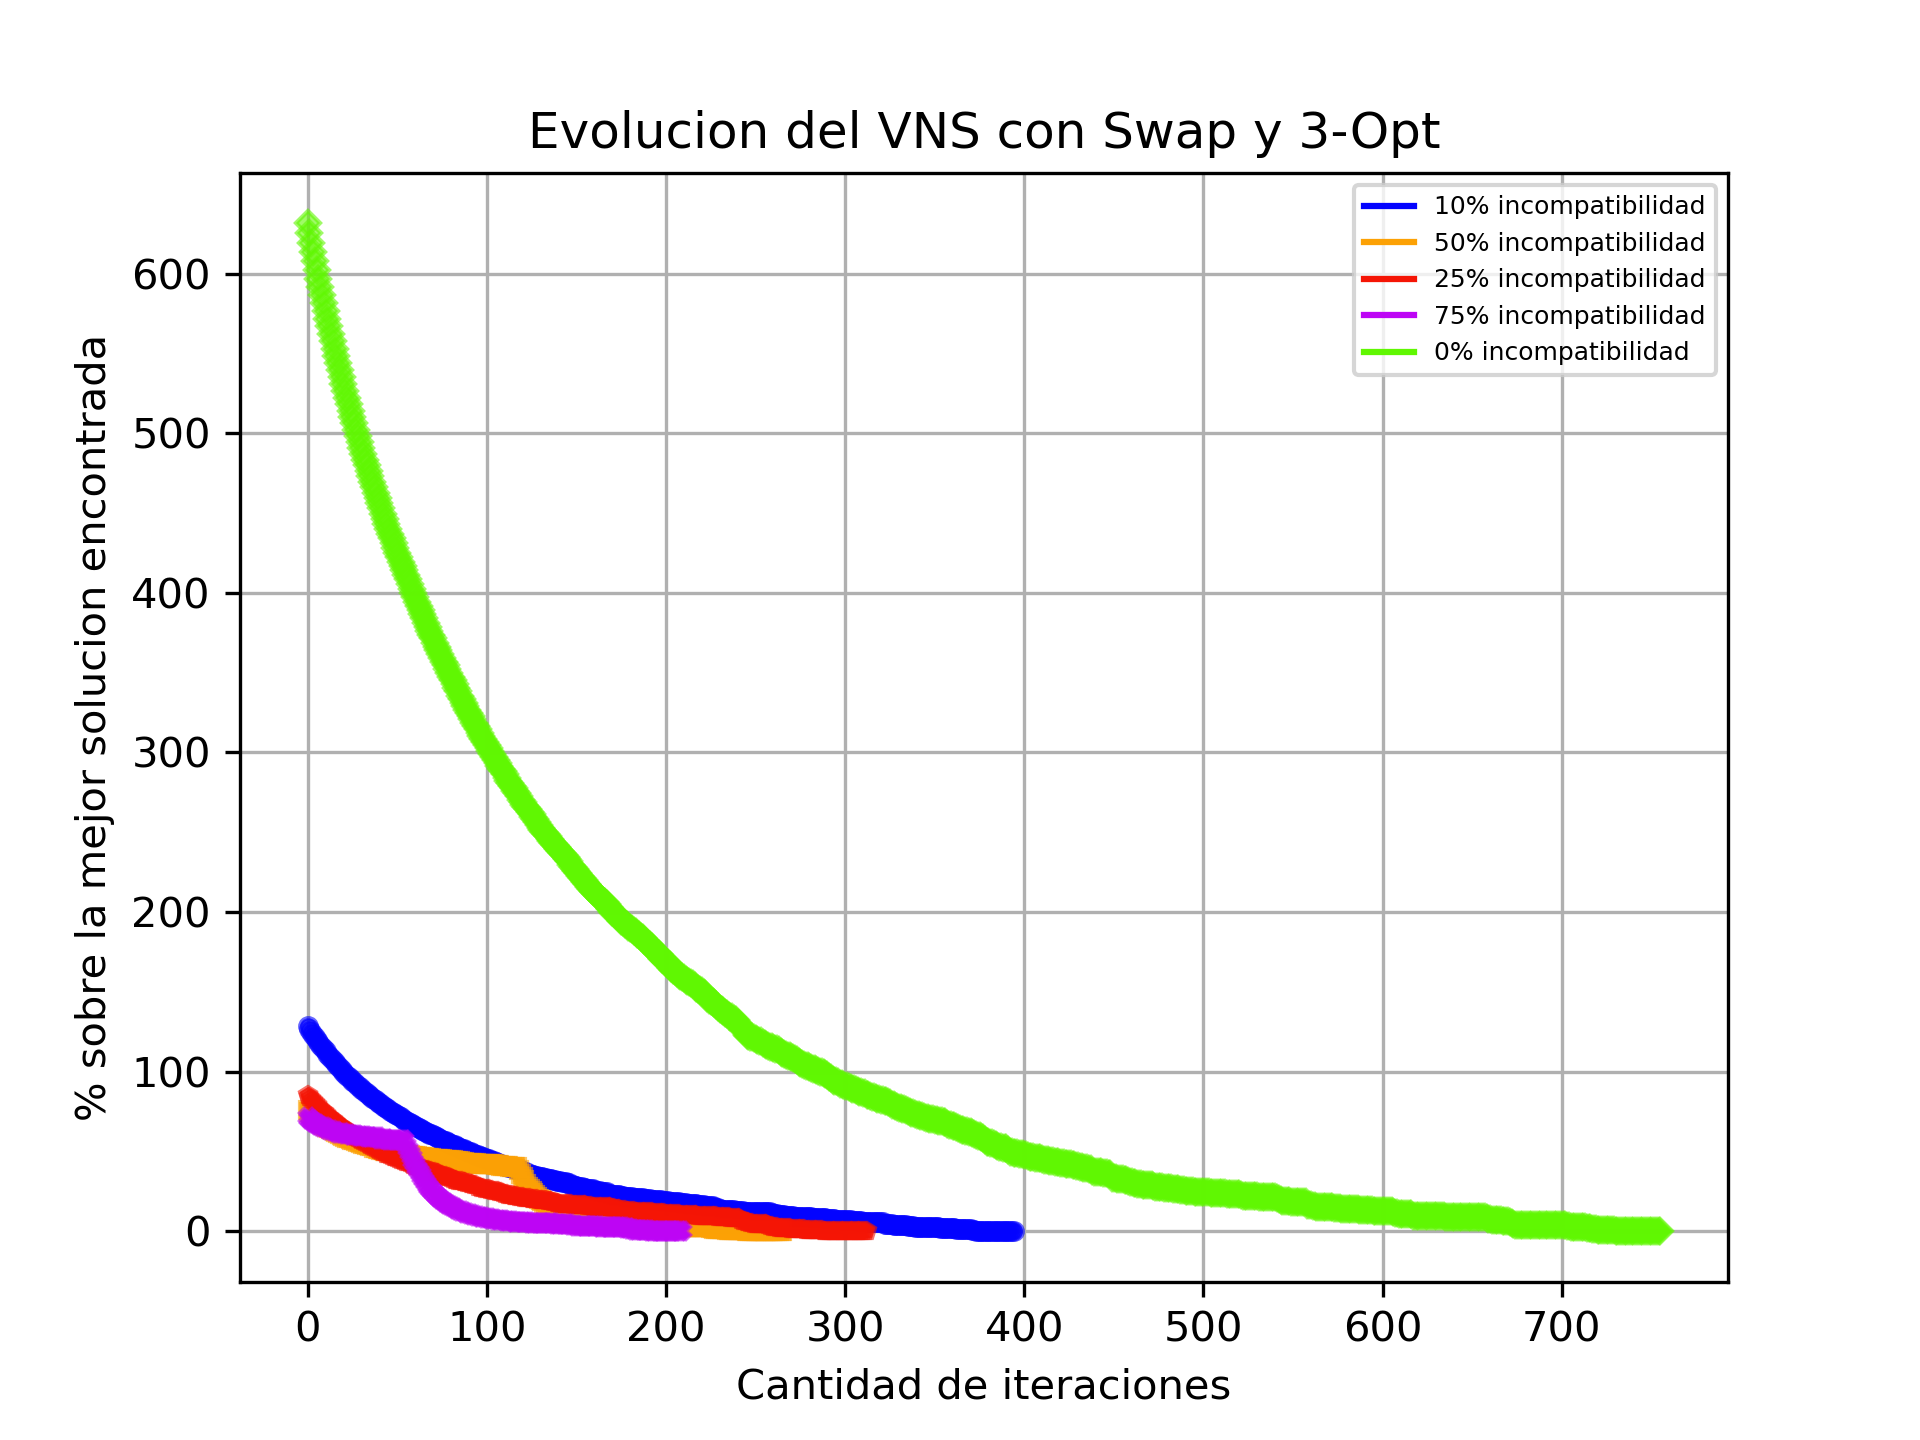 Evolucion del VNS con Swap y 3-Opt
10% incompatibilidad
50% incompatibilidad
25% incompatibilidad
75% incompatibilidad
0% incompatibilidad
% sobre la mejor solucion encontrada
600
500
400
300
200
100
0
0 100 200 300 400 500 600 700
Cantidad de iteraciones